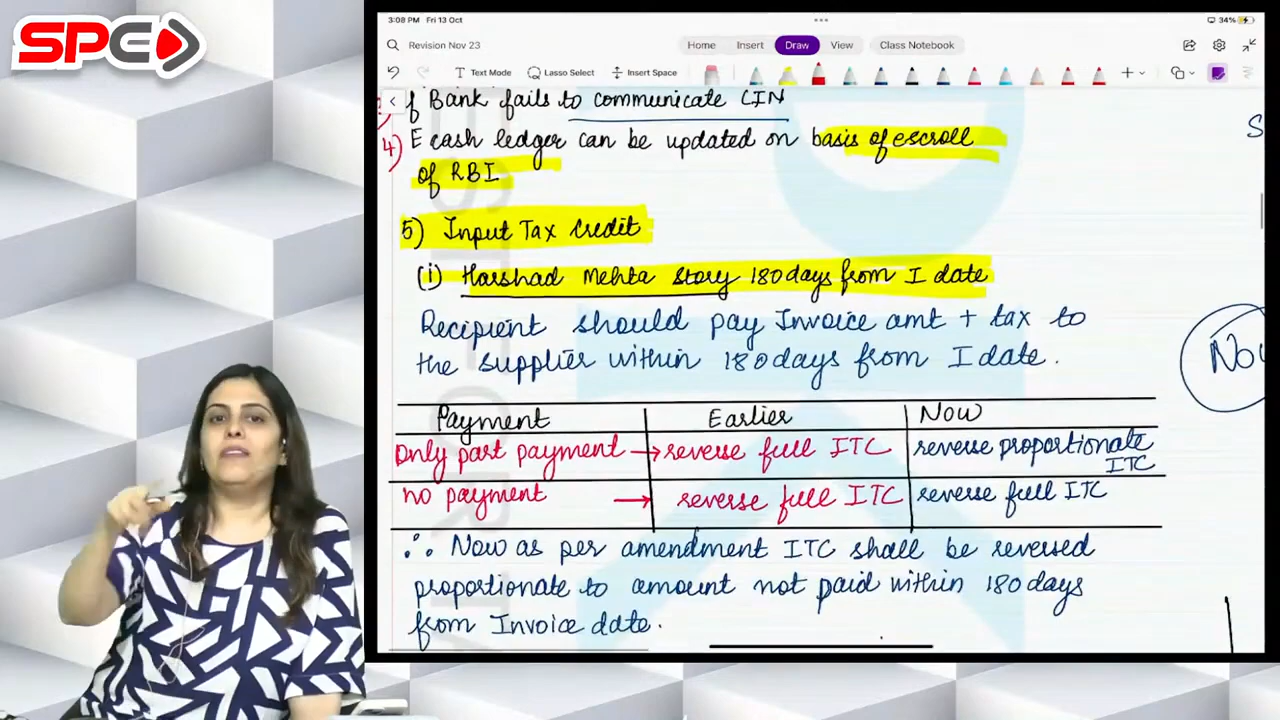 SPC
3:08 PM Fri 13 Oct
34%
Revision Nov 23
Home Insert Draw View Class Notebook
Text Mode Lasso Select Insert Space
f Bank fails to communicate CIN
4) E cash ledger can be updated on basis of escroll
of RBI
5) Input Tax Credit
(i) Harshad Mehta Story 180 days from I date
Recipient should pay Invoice amt + tax to
the supplier within 180 days from I date.
Payment Earlier Now
Only part payment → reverse full ITC reverse proportionate ITC
no payment → reverse full ITC reverse full ITC
∴ Now as per amendment ITC shall be reversed
proportionate to amount not paid within 180 days
from Invoice date.